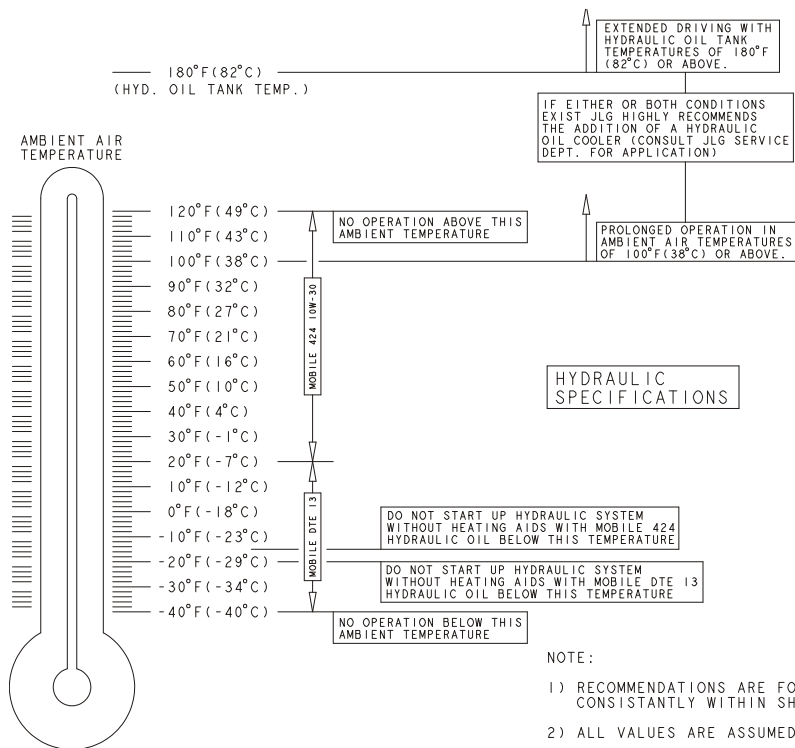 EXTENDED DRIVING WITH
HYDRAULIC OIL TANK
TEMPERATURES OF 180°F
(82°C) OR ABOVE.
180°F(82°C)
(HYD. OIL TANK TEMP.)
IF EITHER OR BOTH CONDITIONS
EXIST JLG HIGHLY RECOMMENDS
THE ADDITION OF A HYDRAULIC
OIL COOLER (CONSULT JLG SERVICE
DEPT. FOR APPLICATION)
AMBIENT AIR
TEMPERATURE
120°F(49°C)
NO OPERATION ABOVE THIS
AMBIENT TEMPERATURE
110°F(43°C)
PROLONGED OPERATION IN
AMBIENT AIR TEMPERATURES
OF 100°F(38°C) OR ABOVE.
100°F(38°C)
90°F(32°C)
80°F(27°C)
70°F(21°C)
60°F(16°C)
50°F(10°C)
40°F(4°C)
30°F(-1°C)
20°F(-7°C)
10°F(-12°C)
0°F(-18°C)
-10°F(-23°C)
-20°F(-29°C)
-30°F(-34°C)
-40°F(-40°C)
MOBILE 424 10W-30
MOBILE DTE 13
HYDRAULIC
SPECIFICATIONS
DO NOT START UP HYDRAULIC SYSTEM
WITHOUT HEATING AIDS WITH MOBILE 424
HYDRAULIC OIL BELOW THIS TEMPERATURE
DO NOT START UP HYDRAULIC SYSTEM
WITHOUT HEATING AIDS WITH MOBILE DTE 13
HYDRAULIC OIL BELOW THIS TEMPERATURE
NO OPERATION BELOW THIS
AMBIENT TEMPERATURE
NOTE:
1) RECOMMENDATIONS ARE
CONSISTANTLY WITHIN
2) ALL VALUES ARE ASSUMED